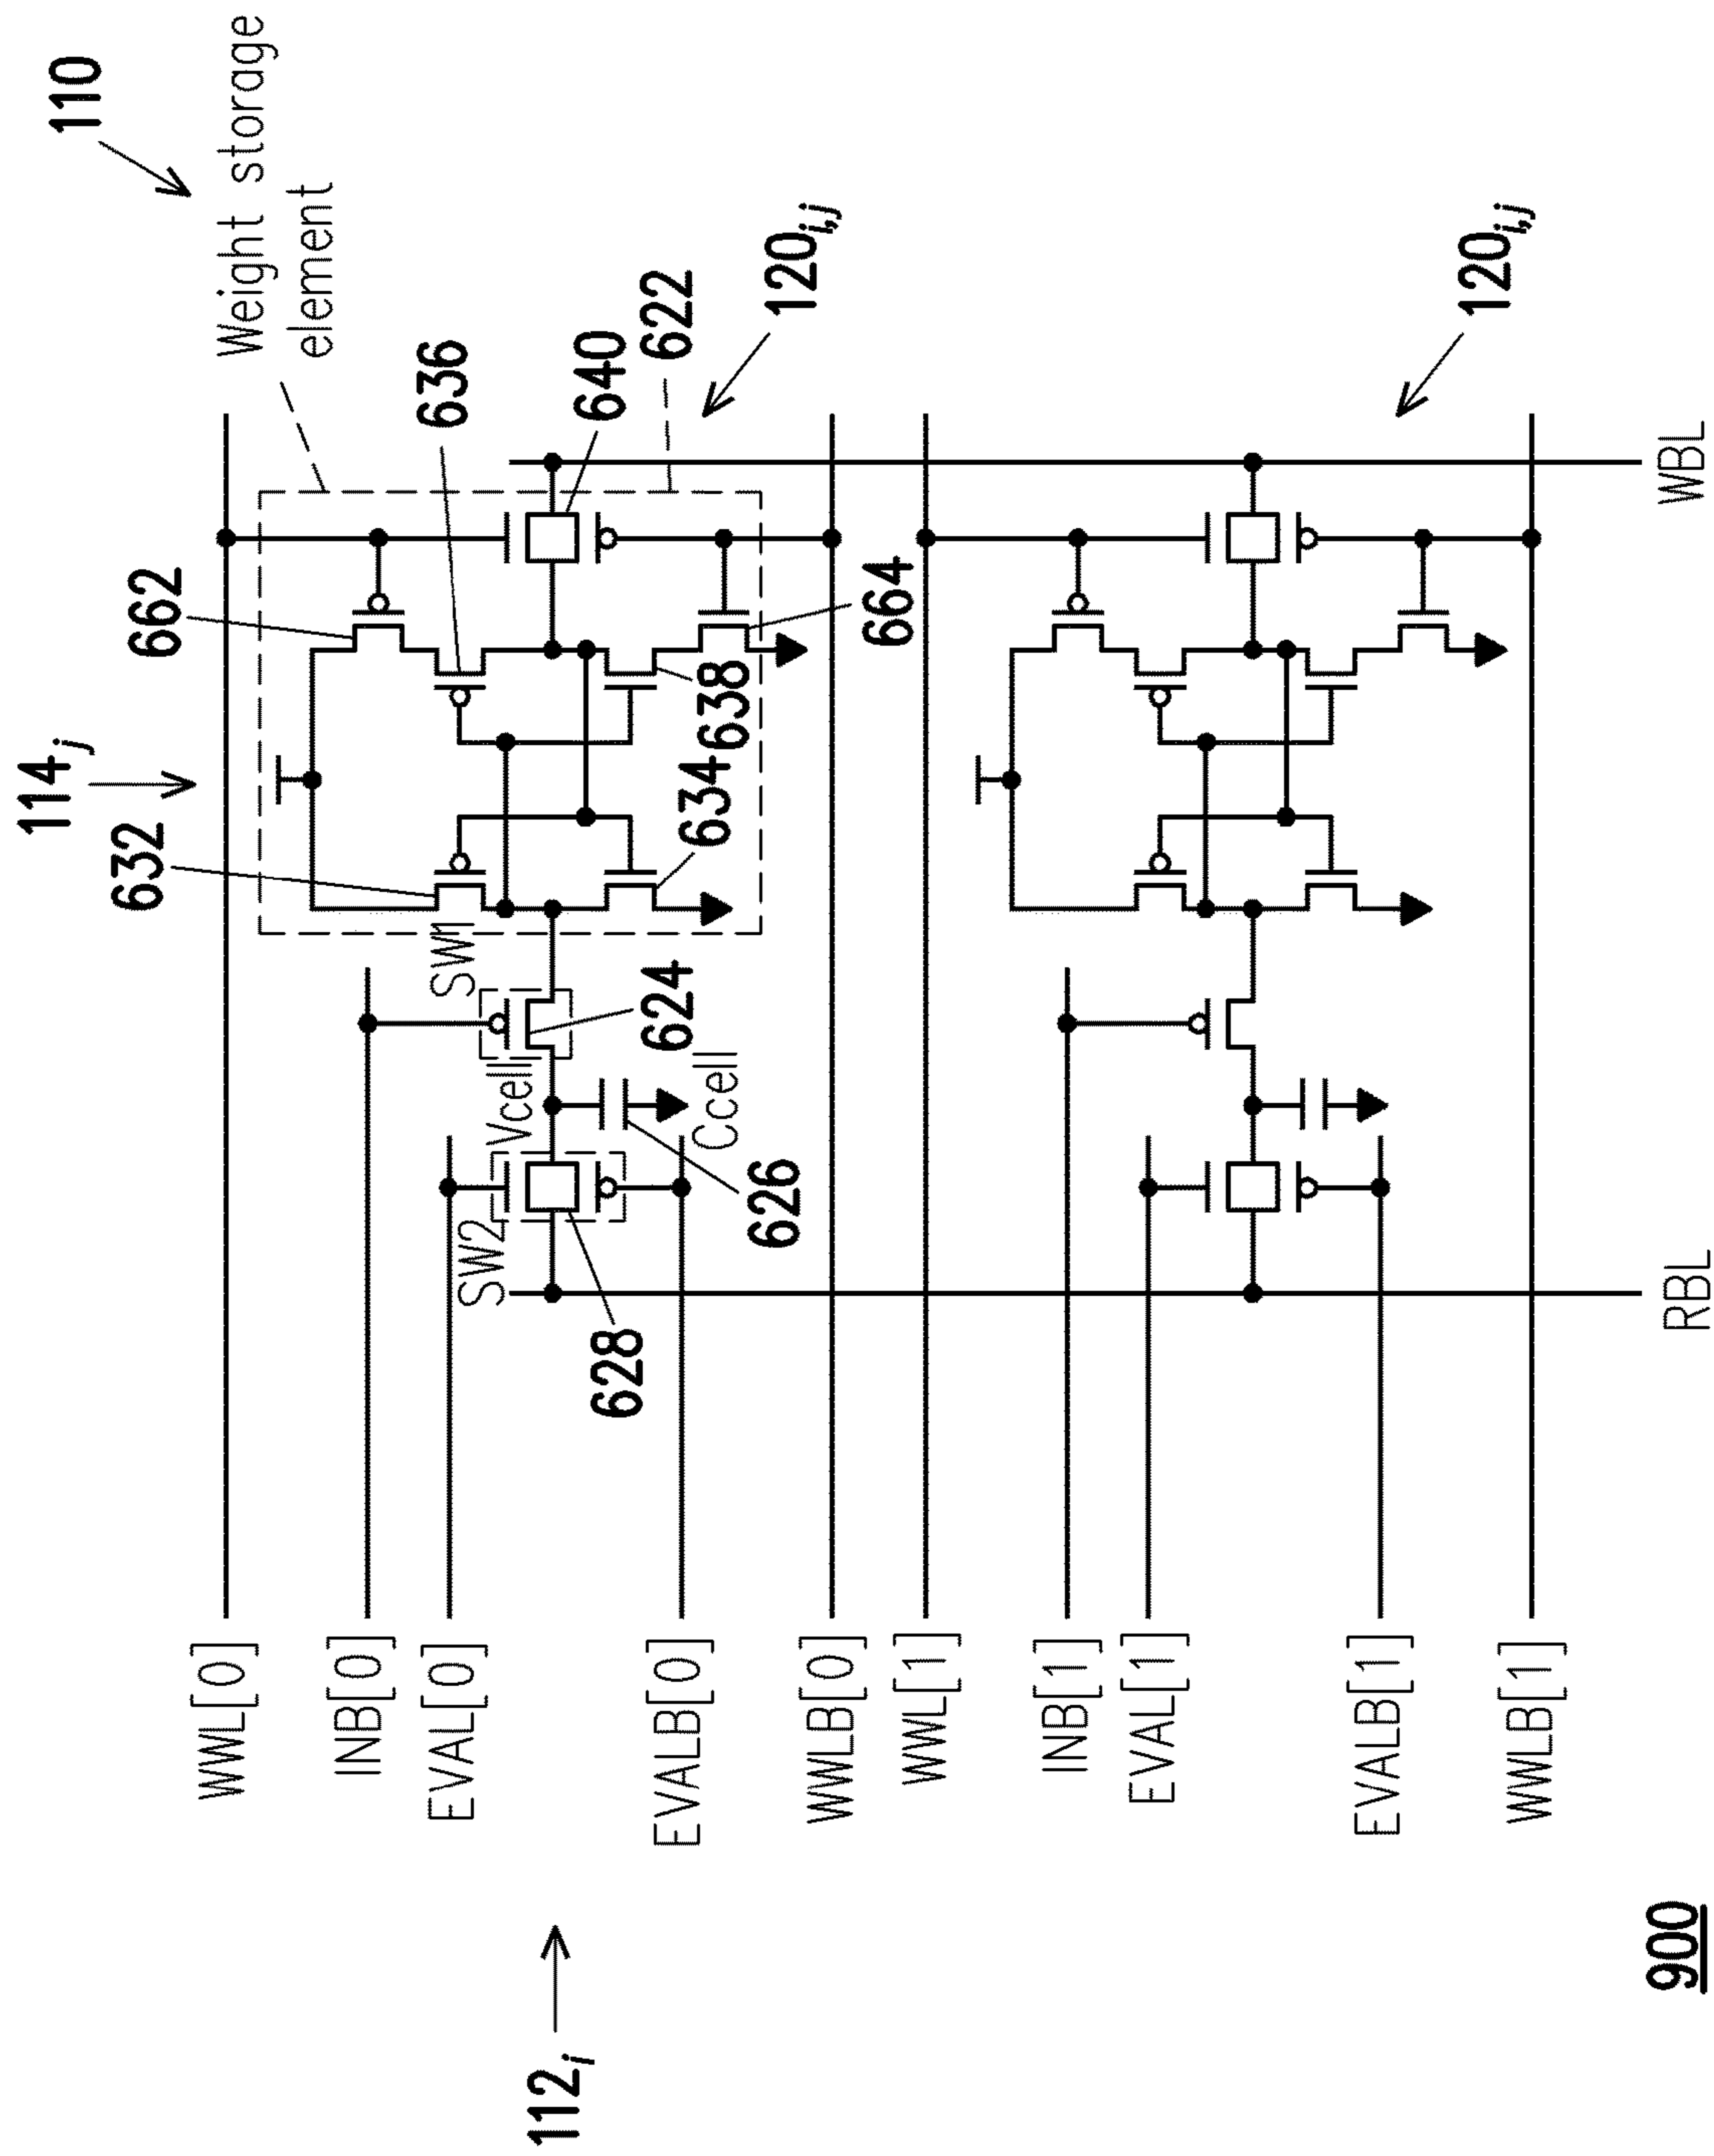 110
Weight storage
element
114j
662
632
636
640
622
120i,j
638
634
664
SW1
624
Vcell
Ccell
626
SW2
628
WWL[0]
INB[0]
EVAL[0]
EVALB[0]
WWLB[0]
WWL[1]
INB[1]
EVAL[1]
EVALB[1]
WWLB[1]
120i,j
WBL
RBL
112i
900